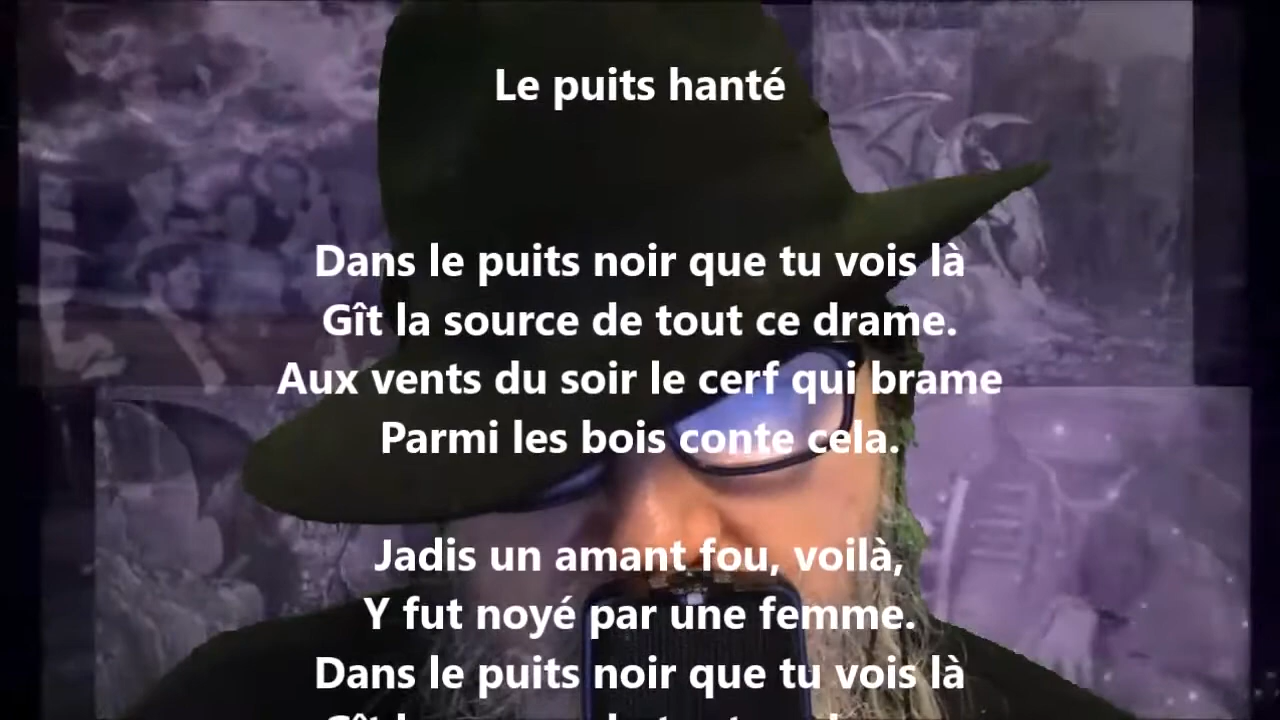 Le puits hanté
Dans le puits noir que tu vois là
Gît la source de tout ce drame.
Aux vents du soir le cerf qui brame
Parmi les bois conte cela.
Jadis un amant fou, voilà,
Y fut noyé par une femme.
Dans le puits noir que tu vois là